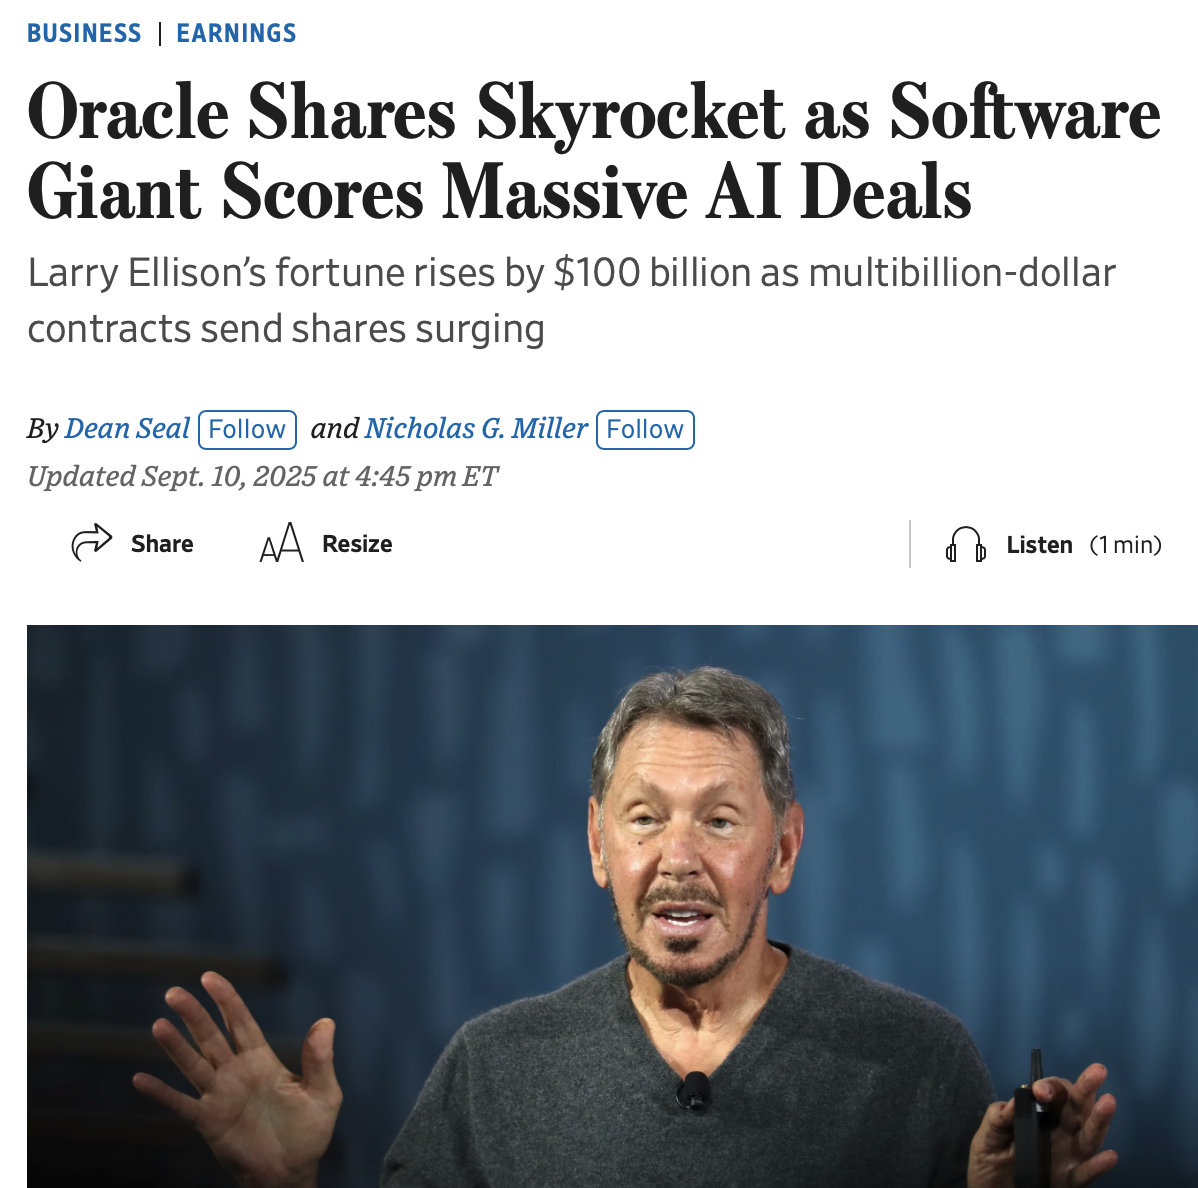 BUSINESS | EARNINGS
Oracle Shares Skyrocket as Software
Giant Scores Massive AI Deals
Larry Ellison’s fortune rises by $100 billion as multibillion-dollar
contracts send shares surging
By Dean Seal Follow and Nicholas G. Miller Follow
Updated Sept. 10, 2025 at 4:45 pm ET
Share AA Resize Listen (1 min)